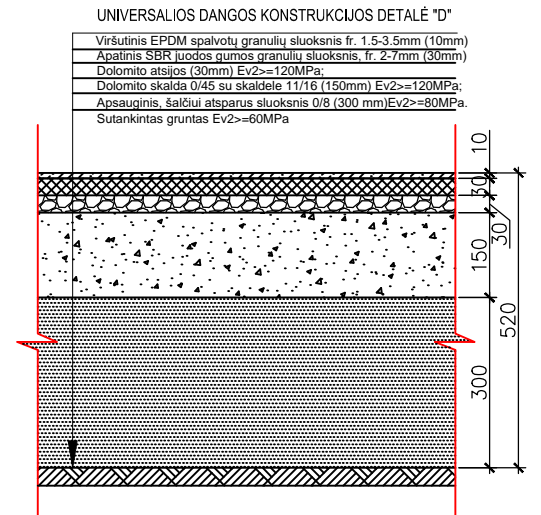 UNIVERSALIOS DANGOS KONSTRUKCIJOS DETALĖ "D"
Viršutinis EPDM spalvotų granulių sluoksnis fr. 1.5-3.5mm (10mm)
Apatinis SBR juodos gumos granulių sluoksnis, fr. 2-7mm (30mm)
Dolomito atsijos (30mm) Ev2>=120MPa;
Dolomito skalda 0/45 su skaldele 11/16 (150mm) Ev2>=120MPa;
Apsauginis, šalčiui atsparus sluoksnis 0/8 (300 mm)Ev2>=80MPa.
Sutankintas gruntas Ev2>=60MPa
10
30
30
150
520
300